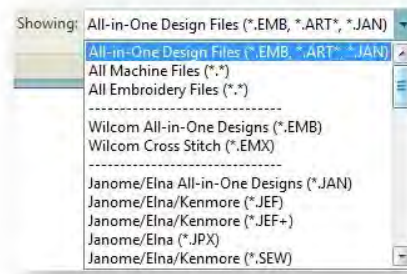 Showing: All-in-One Design Files (*.EMB, *.ART*, *.JAN)
All-in-One Design Files (*.EMB, *.ART*, *.JAN)
All Machine Files (*.*)
All Embroidery Files (*.*)
------------------------------
Wilcom All-in-One Designs (*.EMB)
Wilcom Cross Stitch (*.EMX)
------------------------------
Janome/Elna All-in-One Designs (*.JAN)
Janome/Elna/Kenmore (*.JEF)
Janome/Elna/Kenmore (*.JEF+)
Janome/Elna (*.JPX)
Janome/Elna/Kenmore (*.SEW)